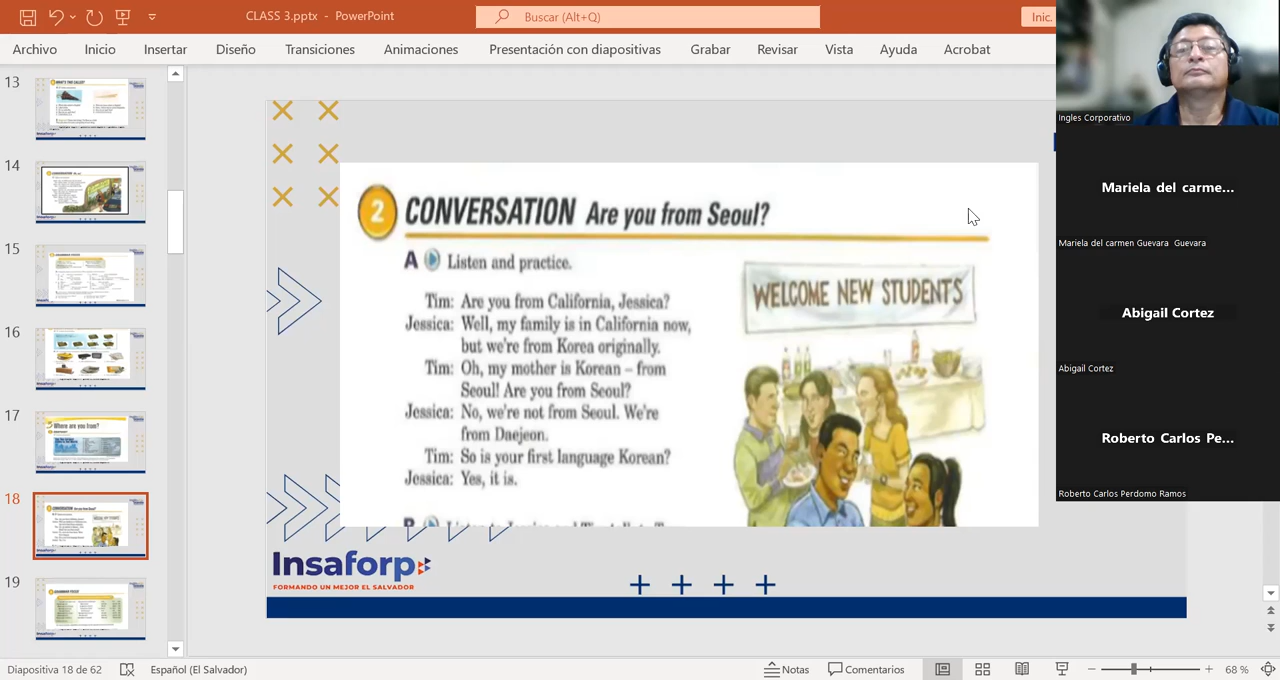 CLASS 3.pptx - PowerPoint
Buscar (Alt+Q)
Inic.
Archivo Inicio Insertar Diseño Transiciones Animaciones Presentación con diapositivas Grabar Revisar Vista Ayuda Acrobat
13
14
15
16
17
Where are you from?
18
19
2 CONVERSATION Are you from Seoul?
A Listen and practice.
Tim: Are you from California, Jessica?
Jessica: Well, my family is in California now,
but we're from Korea originally.
Tim: Oh, my mother is Korean – from
Seoul! Are you from Seoul?
Jessica: No, we're not from Seoul. We're
from Daejeon.
Tim: So is your first language Korean?
Jessica: Yes, it is.
WELCOME NEW STUDENTS
Insaforp
FORMANDO UN MEJOR EL SALVADOR
Ingles Corporativo
Mariela del carme...
Mariela del carmen Guevara Guevara
Abigail Cortez
Abigail Cortez
Roberto Carlos Pe...
Roberto Carlos Perdomo Ramos
Diapositiva 18 de 62 Español (El Salvador) Notas Comentarios 68 %